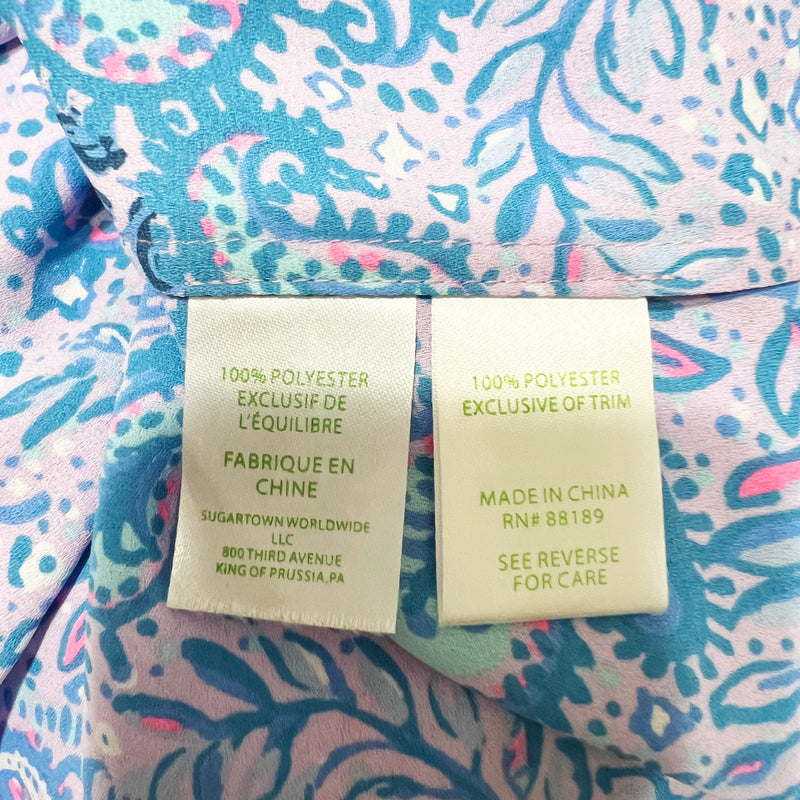 100% POLYESTER
EXCLUSIF DE
L'ÉQUILIBRE
FABRIQUE EN
CHINE
SUGARTOWN WORLDWIDE
LLC
800 THIRD AVENUE
KING OF PRUSSIA,PA
100% POLYESTER
EXCLUSIVE OF TRIM
MADE IN CHINA
RN# 88189
SEE REVERSE
FOR CARE